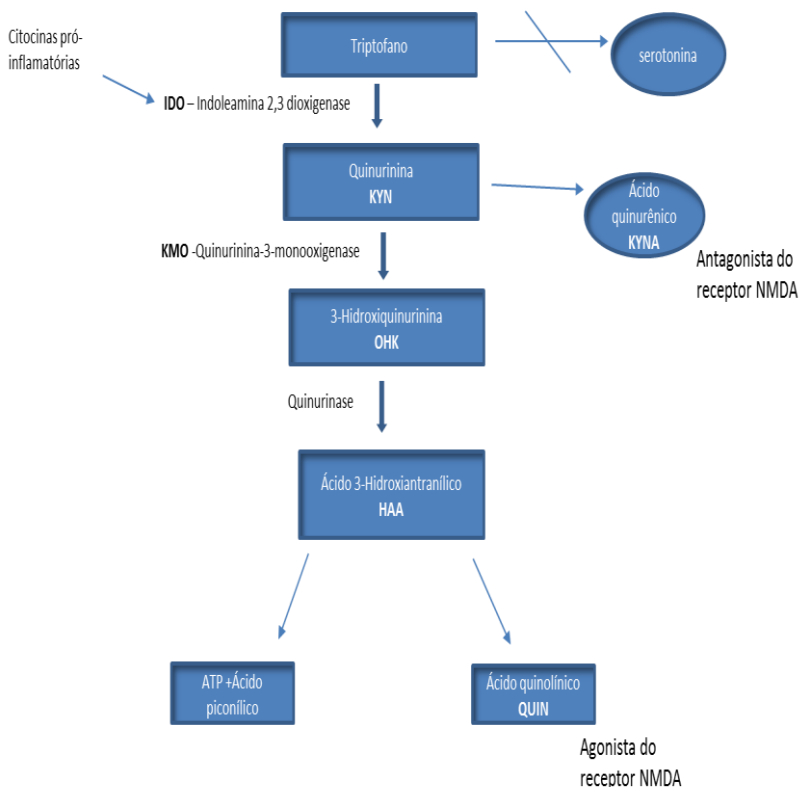 Citocinas pró-
inflamatórias
Triptofano
serotonina
IDO – Indoleamina 2,3 dioxigenase
Quinurinina
KYN
Ácido
quinurênico
KYNA
Antagonista do
receptor NMDA
KMO -Quinurina-3-monooxigenase
3-Hidroxiquinurinina
OHK
Quinurinase
Ácido 3-Hidroxiantranílico
HAA
ATP +Ácido
piconílico
Ácido quinolínico
QUIN
Agonista do
receptor NMDA